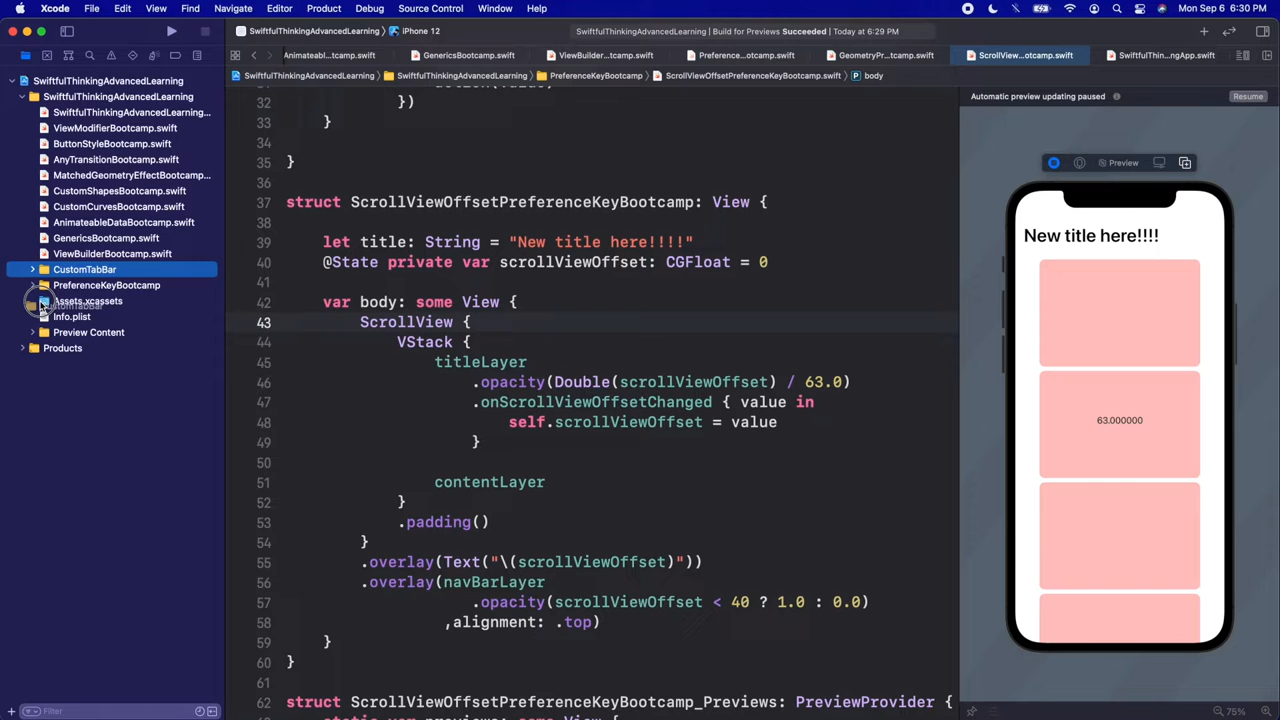 Xcode File Edit View Find Navigate Editor Product Debug Source Control Window Help Mon Sep 6 6:30 PM
SwiftfulThinkingAdvancedLearning iPhone 12 SwiftfulThinkingAdvancedLearning | Build for Previews Succeeded | Today at 6:29 PM
Animateabl...tcamp.swift GenericsBootcamp.swift ViewBuilder...tcamp.swift Preference...otcamp.swift GeometryPr...otcamp.swift ScrollView...otcamp.swift SwiftfulThin...ngApp.swift
SwiftfulThinkingAdvancedLearning SwiftfulThinkingAdvancedLearning PreferenceKeyBootcamp ScrollViewOffsetPreferenceKeyBootcamp.swift P body
SwiftfulThinkingAdvancedLearning
SwiftfulThinkingAdvancedLearning
SwiftfulThinkingAdvancedLearning...
ViewModifierBootcamp.swift
ButtonStyleBootcamp.swift
AnyTransitionBootcamp.swift
MatchedGeometryEffectBootcamp...
CustomShapesBootcamp.swift
CustomCurvesBootcamp.swift
AnimateableDataBootcamp.swift
GenericsBootcamp.swift
ViewBuilderBootcamp.swift
CustomTabBar
PreferenceKeyBootcamp
Assets.xcassets
CustomTabBar
Info.plist
Preview Content
Products
Filter
32 })
33 }
34
35 }
36
37 struct ScrollViewOffsetPreferenceKeyBootcamp: View {
38
39 let title: String = "New title here!!!!"
40 @State private var scrollViewOffset: CGFloat = 0
41
42 var body: some View {
43 ScrollView {
44 VStack {
45 titleLayer
46 .opacity(Double(scrollViewOffset) / 63.0)
47 .onScrollViewOffsetChanged { value in
48 self.scrollViewOffset = value
49 }
50
51 contentLayer
52 }
53 .padding()
54 }
55 .overlay(Text("\(scrollViewOffset)"))
56 .overlay(navBarLayer
57 .opacity(scrollViewOffset < 40 ? 1.0 : 0.0)
58 ,alignment: .top)
59 }
60 }
61
62 struct ScrollViewOffsetPreferenceKeyBootcamp_Previews: PreviewProvider {
Automatic preview updating paused Resume
Preview
New title here!!!!
63.000000
75%